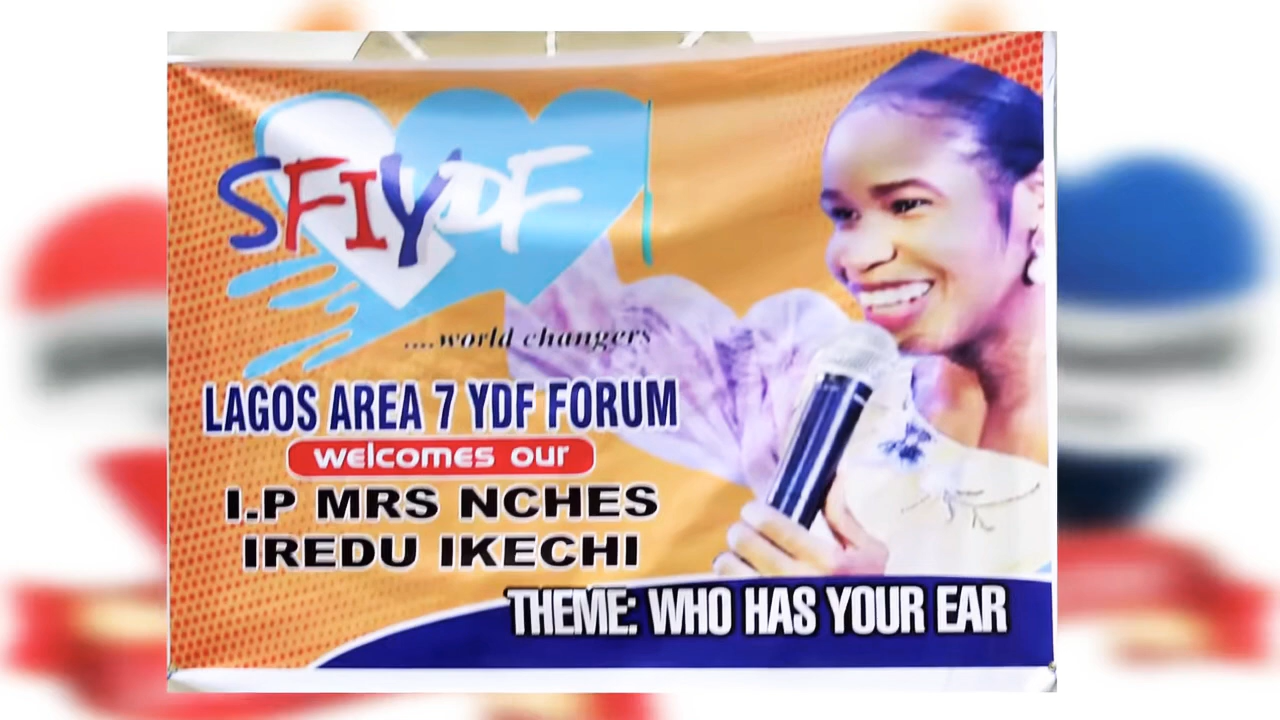 SFIYDF
....world changers
LAGOS AREA 7 YDF FORUM
welcomes our
I.P MRS NCHES
IREDU IKECHI
THEME: WHO HAS YOUR EAR